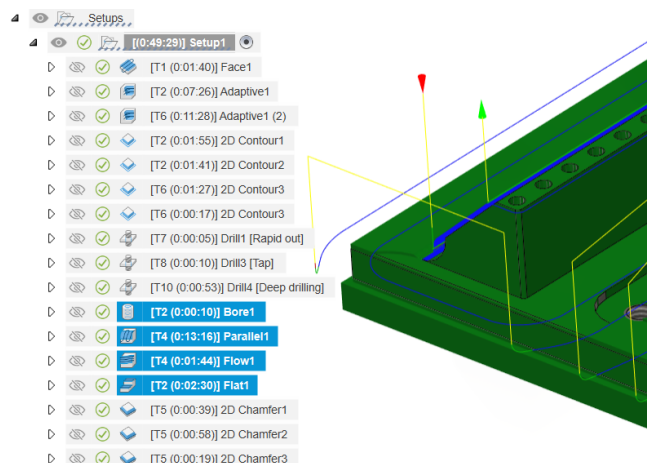 Setups
[(0:49:29)] Setup1
[T1 (0:01:40)] Face1
[T2 (0:07:26)] Adaptive1
[T6 (0:11:28)] Adaptive1 (2)
[T2 (0:01:55)] 2D Contour1
[T2 (0:01:41)] 2D Contour2
[T6 (0:01:27)] 2D Contour3
[T6 (0:00:17)] 2D Contour3
[T7 (0:00:05)] Drill1 [Rapid out]
[T8 (0:00:10)] Drill3 [Tap]
[T10 (0:00:53)] Drill4 [Deep drilling]
[T2 (0:00:10)] Bore1
[T4 (0:13:16)] Parallel1
[T4 (0:01:44)] Flow1
[T2 (0:02:30)] Flat1
[T5 (0:00:39)] 2D Chamfer1
[T5 (0:00:58)] 2D Chamfer2
[T5 (0:00:19)] 2D Chamfer3